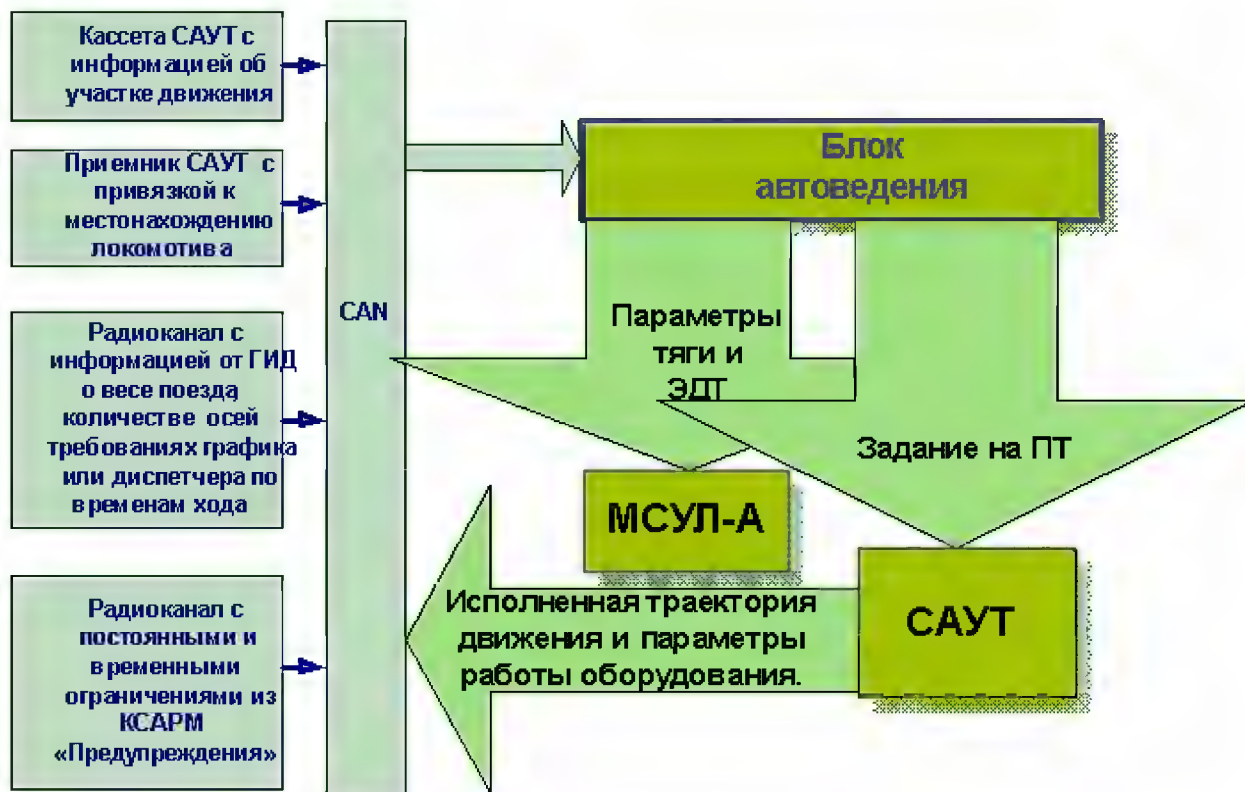 Кассета САУТ с
информацией об
участке движения
Приемник САУТ с
привязкой к
местонахождению
локомотива
Радиоканал с
информацией от ГИД
о весе поезда,
количестве осей
требованиях графика
или диспетчера по
временам хода
Радиоканал с
постоянными и
временными
ограничениями из
КСАРМ
«Предупреждения»
CAN
Блок
автоведения
Параметры
тяги и
ЭДТ
Задание на ПТ
МСУЛ-А
САУТ
Исполненная траектория
движения и параметры
работы оборудования.